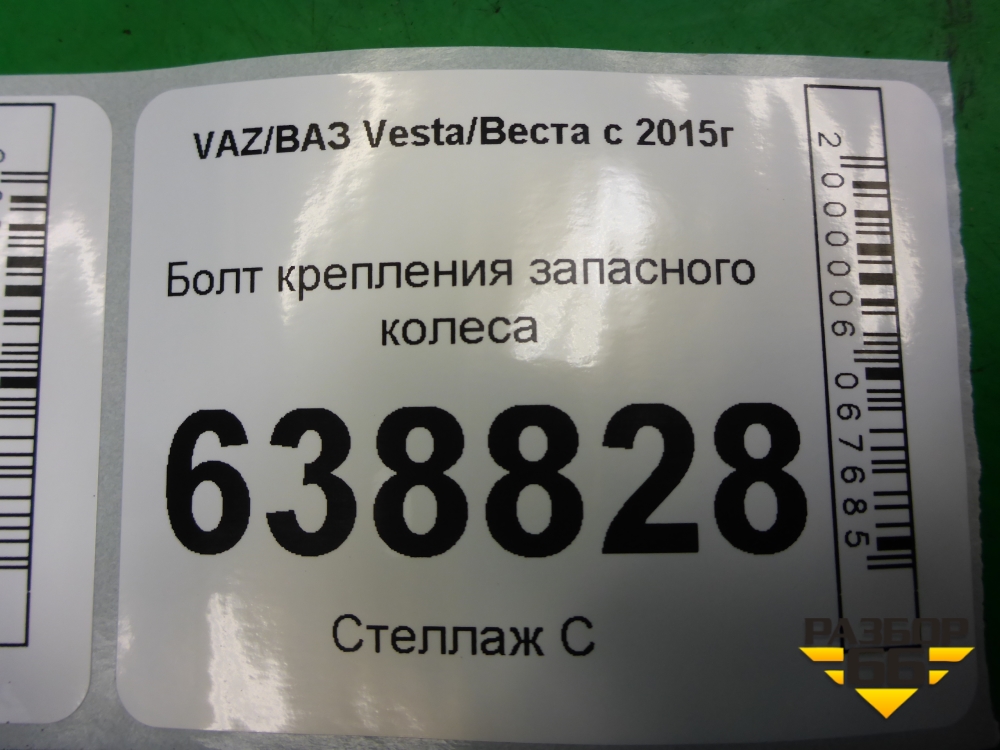 VAZ/ВАЗ Vesta/Веста с 2015г
Болт крепления запасного
колеса
638828
Стеллаж С
2000006067685
РАЗБОР
66